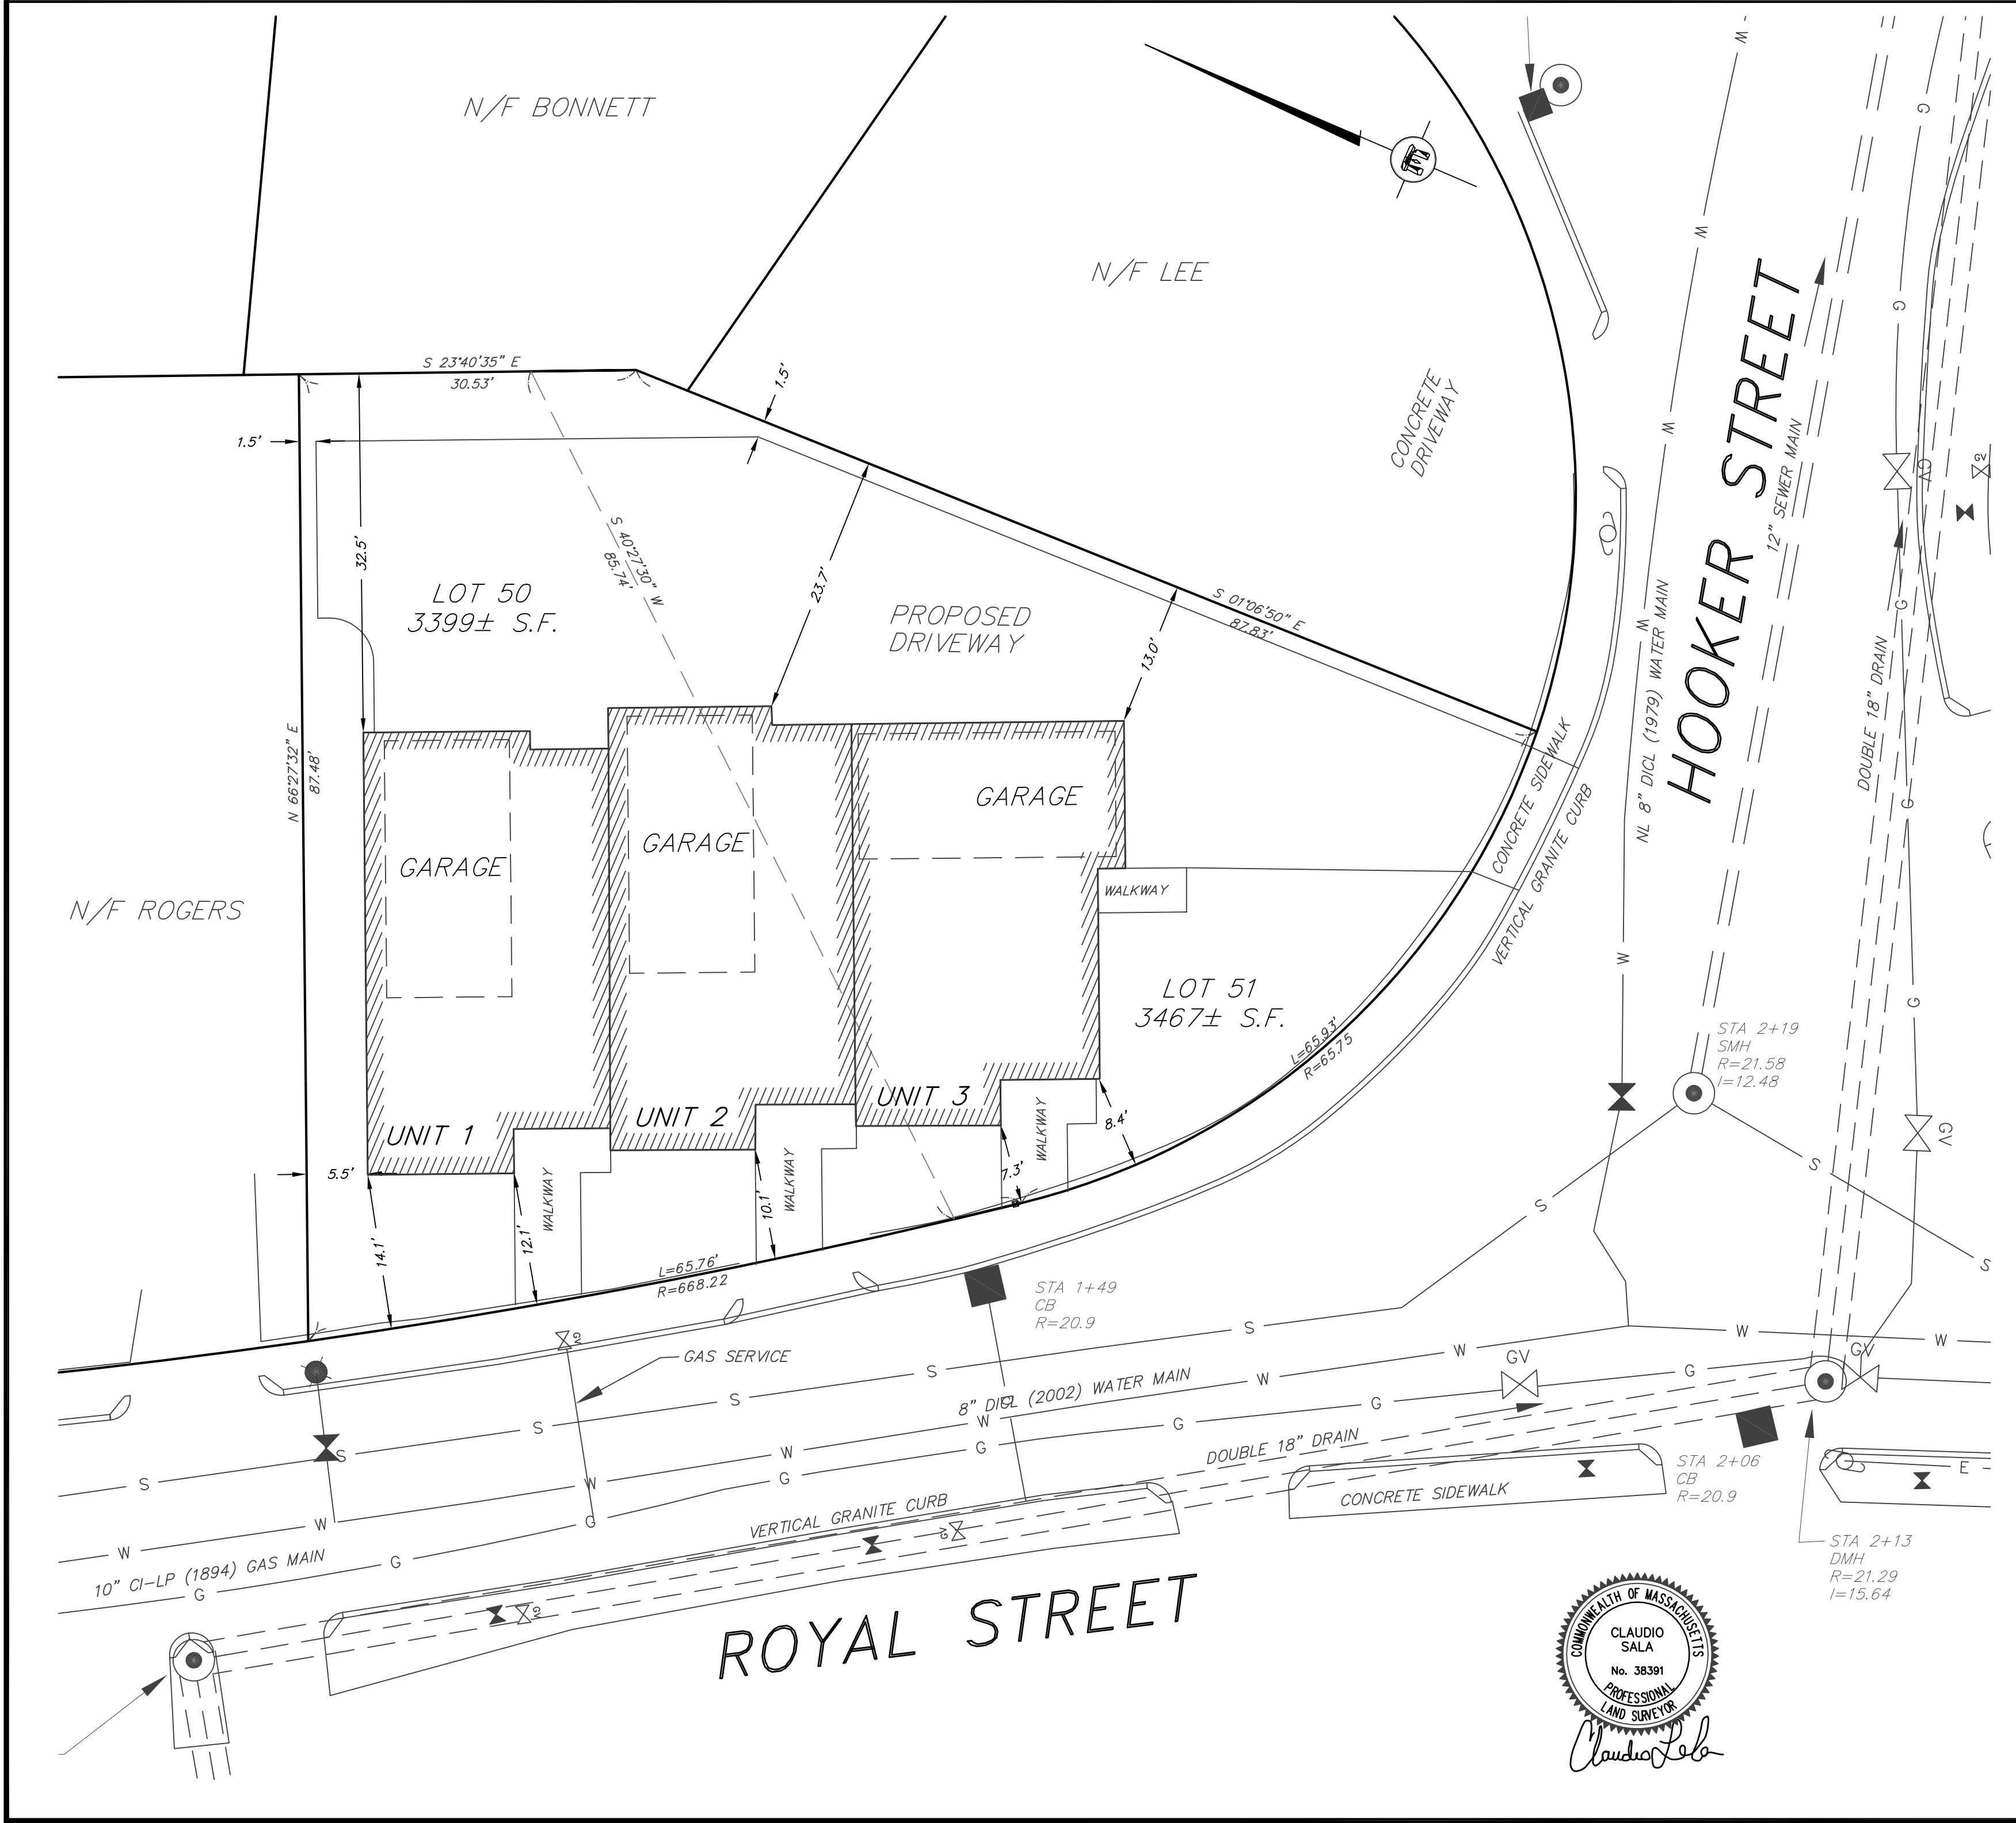 N/F BONNETT
N/F LEE
W
W
W
W
W
W
CONCRETE
DRIVEWAY
HOOKER STREET
12" SEWER MAIN
NL 8" DICL (1979) WATER MAIN
DOUBLE 18" DRAIN
G
G
G
G
G
GV
GV
S 23°40'35" E
30.53'
1.5'
1.5'
32.5'
S 40°27'30" W
85.74'
23.7'
LOT 50
3399± S.F.
PROPOSED
DRIVEWAY
13.0'
S 01°06'50" E
87.83'
N 66°27'32" E
87.48'
N/F ROGERS
GARAGE
GARAGE
GARAGE
WALKWAY
CONCRETE SIDEWALK
VERTICAL GRANITE CURB
LOT 51
3467± S.F.
L=65.93'
R=65.75
STA 2+19
SMH
R=21.58
I=12.48
UNIT 1
UNIT 2
UNIT 3
5.5'
14.1'
12.1'
WALKWAY
10.1'
WALKWAY
7.3'
WALKWAY
8.4'
L=65.76'
R=668.22
GV
S
S
S
STA 1+49
CB
R=20.9
GAS SERVICE
S
S
S
S
S
S
8" DICL (2002) WATER MAIN
W
W
W
W
W
W
W
W
W
GV
GV
G
G
G
G
G
G
G
G
G
10" CI-LP (1894) GAS MAIN
DOUBLE 18" DRAIN
VERTICAL GRANITE CURB
CONCRETE SIDEWALK
STA 2+06
CB
R=20.9
E
STA 2+13
DMH
R=21.29
I=15.64
ROYAL STREET
COMMONWEALTH OF MASSACHUSETTS
CLAUDIO
SALA
No. 38391
PROFESSIONAL
LAND SURVEYOR
Claudio Sala